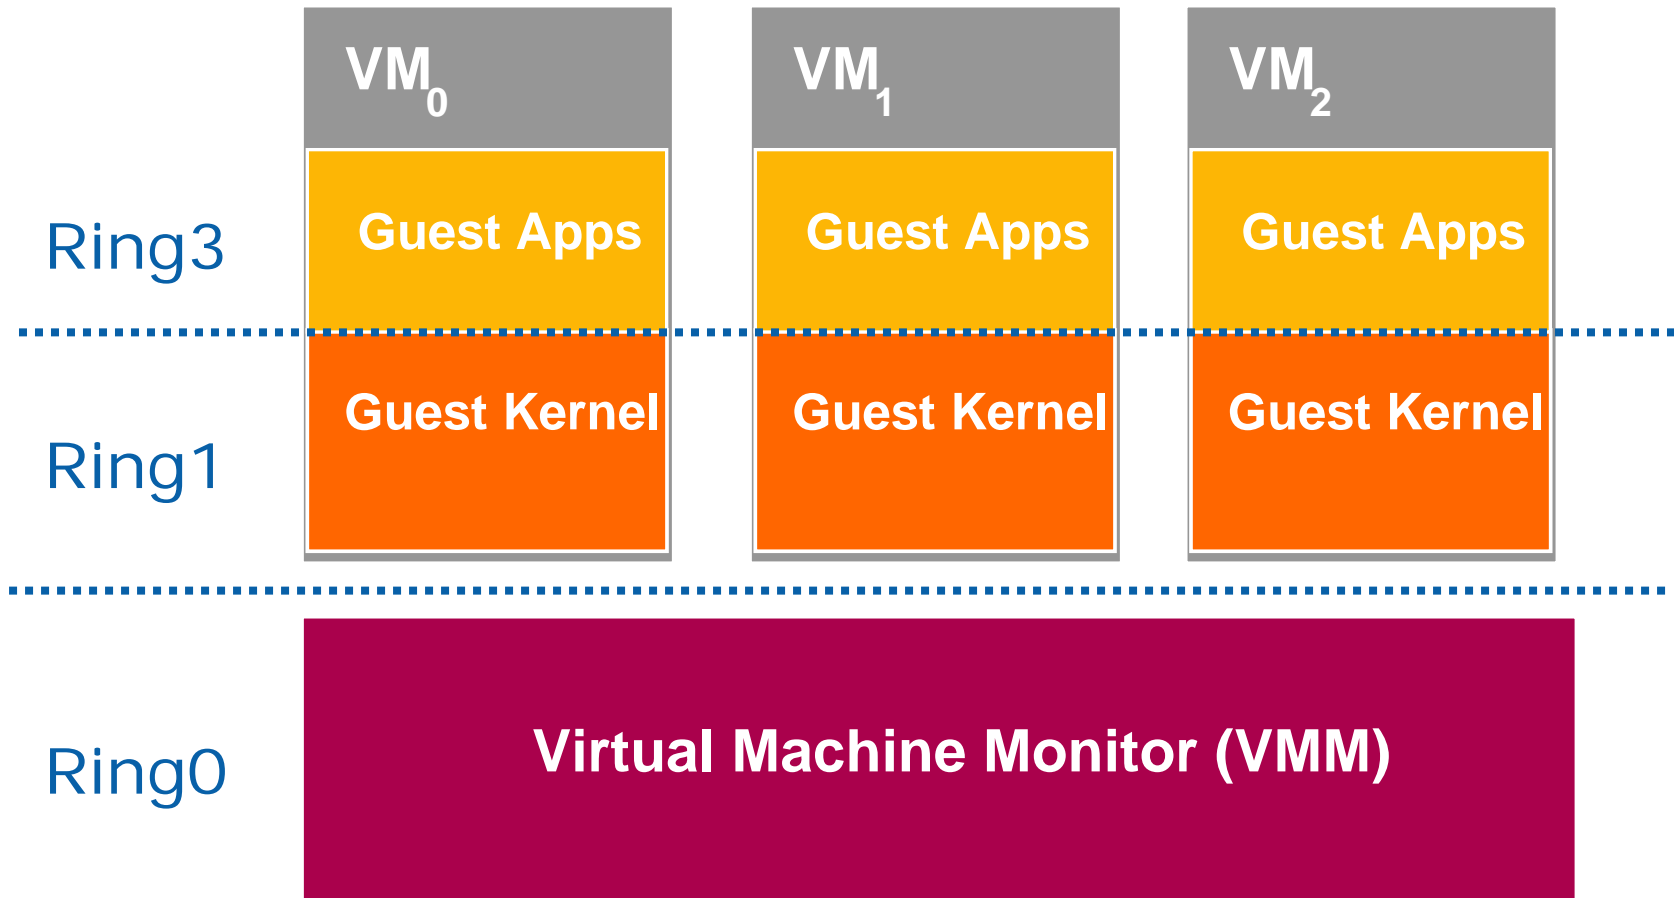 VM0
VM1
VM2
Ring3
Guest Apps
Guest Apps
Guest Apps
Ring1
Guest Kernel
Guest Kernel
Guest Kernel
Ring0
Virtual Machine Monitor (VMM)